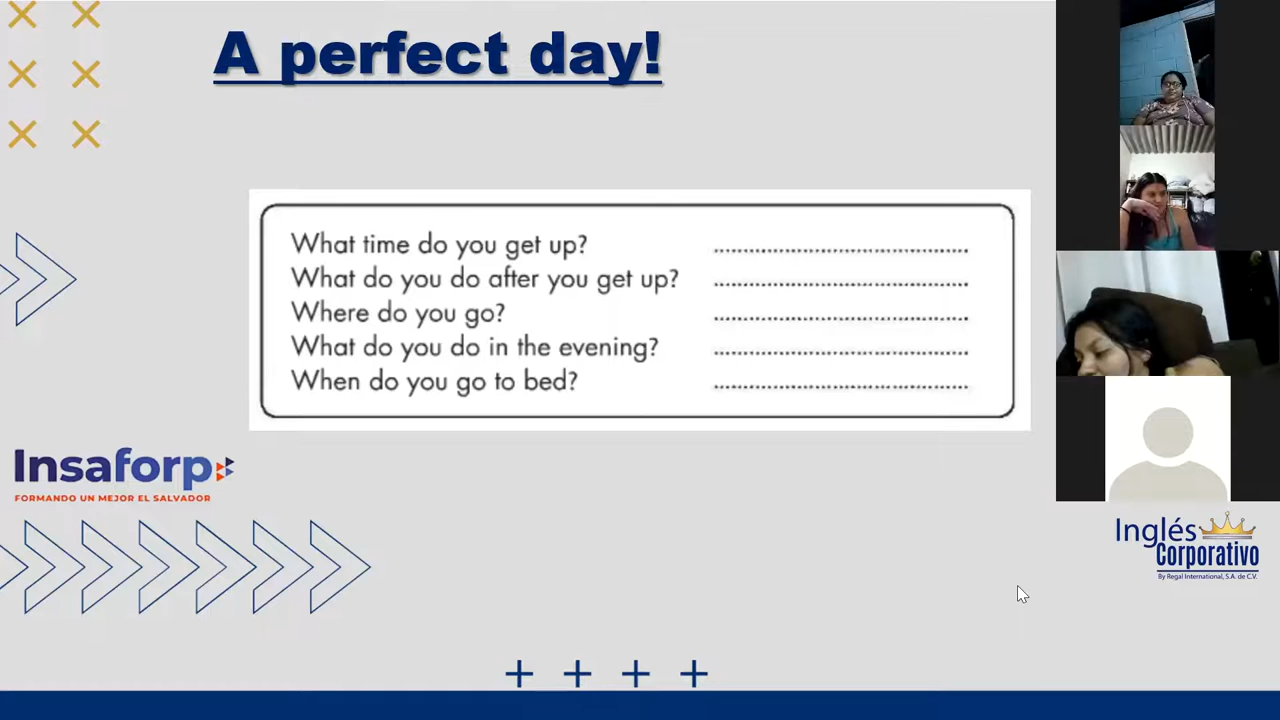 A perfect day!
What time do you get up? ........................................
What do you do after you get up? ........................................
Where do you go? ........................................
What do you do in the evening? ........................................
When do you go to bed? ........................................
Insaforp
FORMANDO UN MEJOR EL SALVADOR
Inglés
Corporativo
By Regal International, S.A. de C.V.